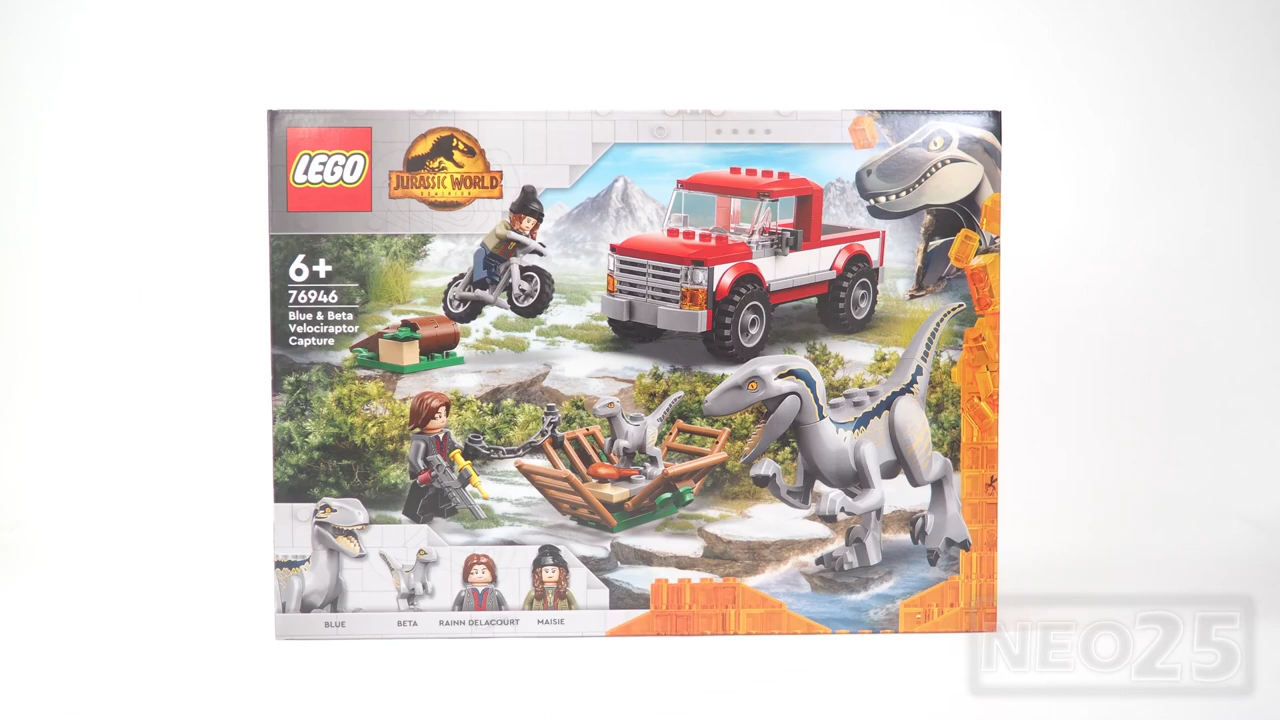 LEGO
JURASSIC WORLD
DOMINION
6+
76946
Blue & Beta
Velociraptor
Capture
BLUE
BETA
RAINN DELACOURT
MAISIE
NEO25